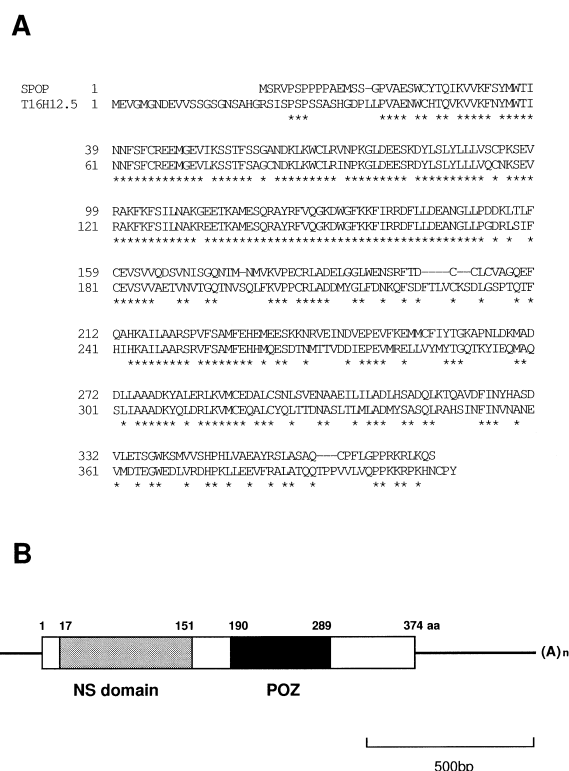 A
SPOP 1 MSRVPSPPPPAEMSS–GPVAESWCYTQIKVVKFSYMWTI
T16H12.5 1 MEVGMGNDEVVSSGSGNSAHGRSISPSPSSASHGDPLLPVAENWCHTQVKVVKFNYMWTI
*** **** ** ** ****** *****
39 NNFSFCREEMGEVIKSSTFSSGANDKLKWCLRVNPKGLDEESKDYLSLYLLLVSCPKSEV
61 NNFSFCREEMGEVLKSSTFSAGCNDKLKWCLRINPKGLDEESRDYLSLYLLLVQCNKSEV
************* ****** * ********* ********* ********** * ****
99 RAKFKFSILNAKGEETKAMESQRAYRFVQGKDWGFKKFIRRDFLLDEANGLLPDDKLTLF
121 RAKFKFSILNAKREETKAMESQRAYRFVQGKDWGFKKFIRRDFLLDEANGLLPGDRLSIF
************ **************************************** * * *
159 CEVSVVQDSVNISGQNTM–NMVKVPECRLADELGGLWENSRFTD––––C––CLCVAGQEF
181 CEVSVVAETVNVTGQTNVSQLFKVPPCRLADDMYGLFDNKQFSDFTLVCKSDLGSPTQTF
****** ** ** *** ***** ** * * * * * * *
212 QAHKAILAARSPVFSAMFEHEMEESKKNRVEINDVEPEVFKEMMCFIYTGKAPNLDKMAD
241 HIHKAILAARSRVFSAMFEHHMQESDTNMTTVDDIEPEVMRELLVYMYTGQTKYIEQMAQ
********* ******** * ** * * **** * *** **
272 DLLAAADKYALERLKVMCEDALCSNLSVENAAEILILADLHSADQLKTQAVDFINYHASD
301 SLIAAADKYQLDRLKVMCEQALCYQLTTDNASLTLMLADMYSASQLRAHSINFINVNANE
* ****** * ******* *** * ** * *** ** ** *** *
332 VLETSGWKSMVVSHPHLVAEAYRSLASAQ–––CPFLGPPRKRLKQS
361 VMDTEGWEDLVRDHPKLLEEVFRALATQQTPPVVLVQPPKKRPKHNCPY
* * ** * ** * * * ** * ** ** *
B
1 17 151 190 289 374 aa
(A)n
NS domain POZ
500bp